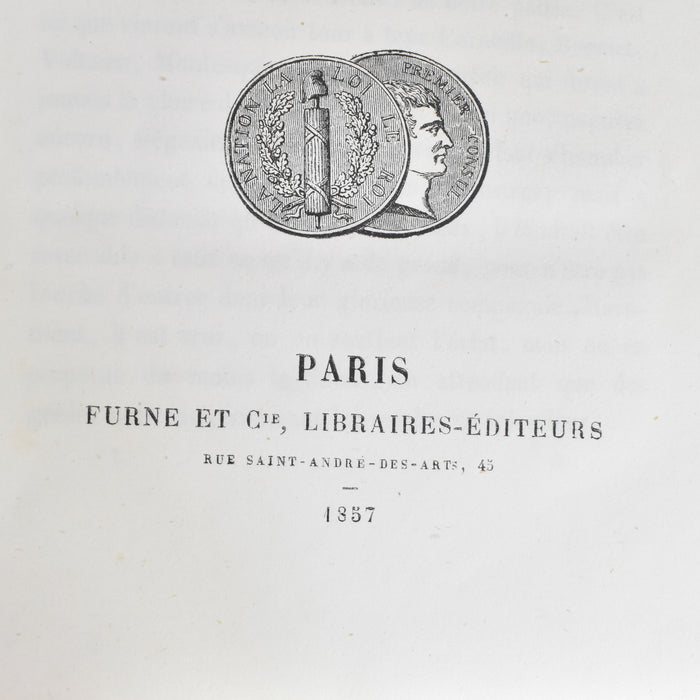 LA NATION LA LOI LE ROI
PREMIER CONSUL
PARIS
FURNE ET CIE, LIBRAIRES-ÉDITEURS
RUE SAINT-ANDRÉ-DES-ARTS, 45
1857